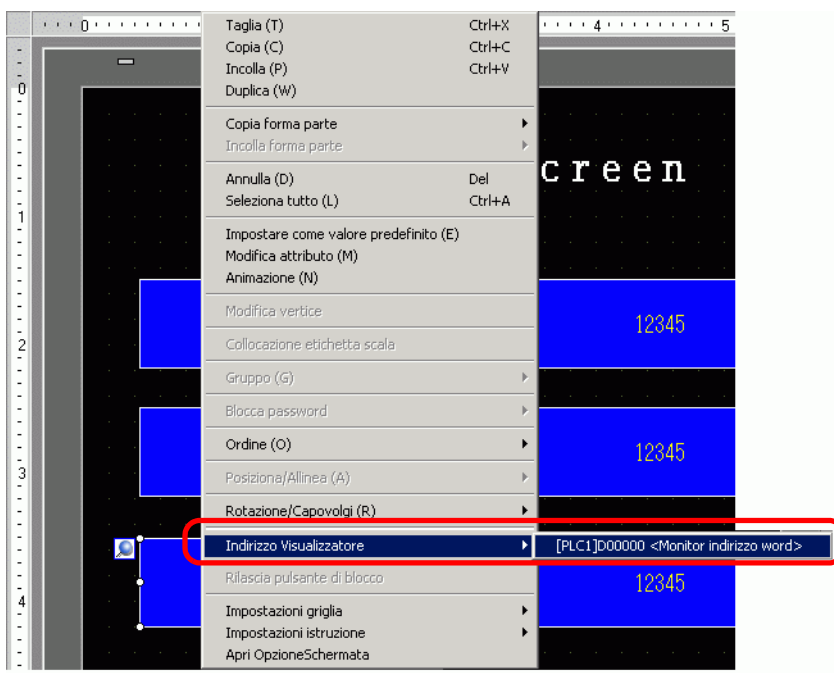 0 4 5
Taglia (T) Ctrl+X
Copia (C) Ctrl+C
Incolla (P) Ctrl+V
Duplica (W)
0
Copia forma parte
Incolla forma parte
creen
Annulla (D) Del
Seleziona tutto (L) Ctrl+A
1
Impostare come valore predefinito (E)
Modifica attributo (M)
Animazione (N)
Modifica vertice
12345
2
Collocazione etichetta scala
Gruppo (G)
Blocca password
Ordine (O)
12345
3
Posiziona/Allinea (A)
Rotazione/Capovolgi (R)
Indirizzo Visualizzatore [PLC1]D00000 <Monitor indirizzo word>
Rilascia pulsante di blocco
12345
4
Impostazioni griglia
Impostazioni istruzione
Apri OpzioneSchermata